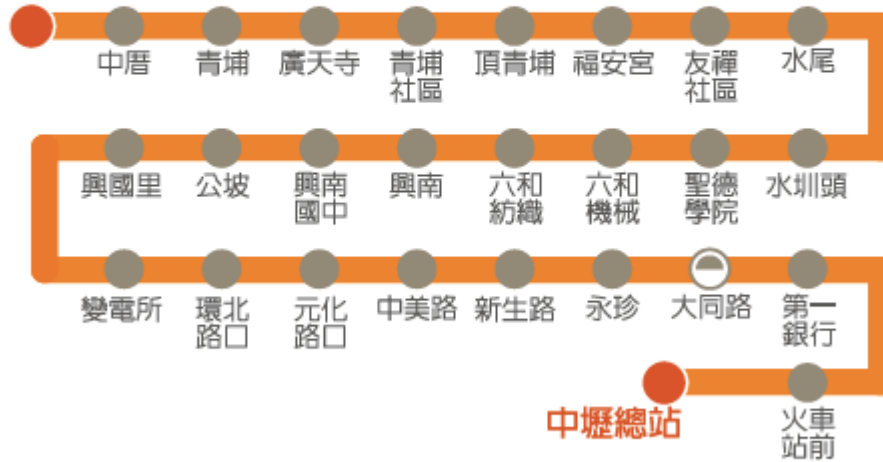 中厝
青埔
廣天寺
青埔
社區
頂青埔
福安宮
友禪
社區
水尾
興國里
公坡
興南
國中
興南
六和
紡織
六和
機械
聖德
學院
水圳頭
變電所
環北
路口
元化
路口
中美路
新生路
永珍
大同路
第一
銀行
中壢總站
火車
站前